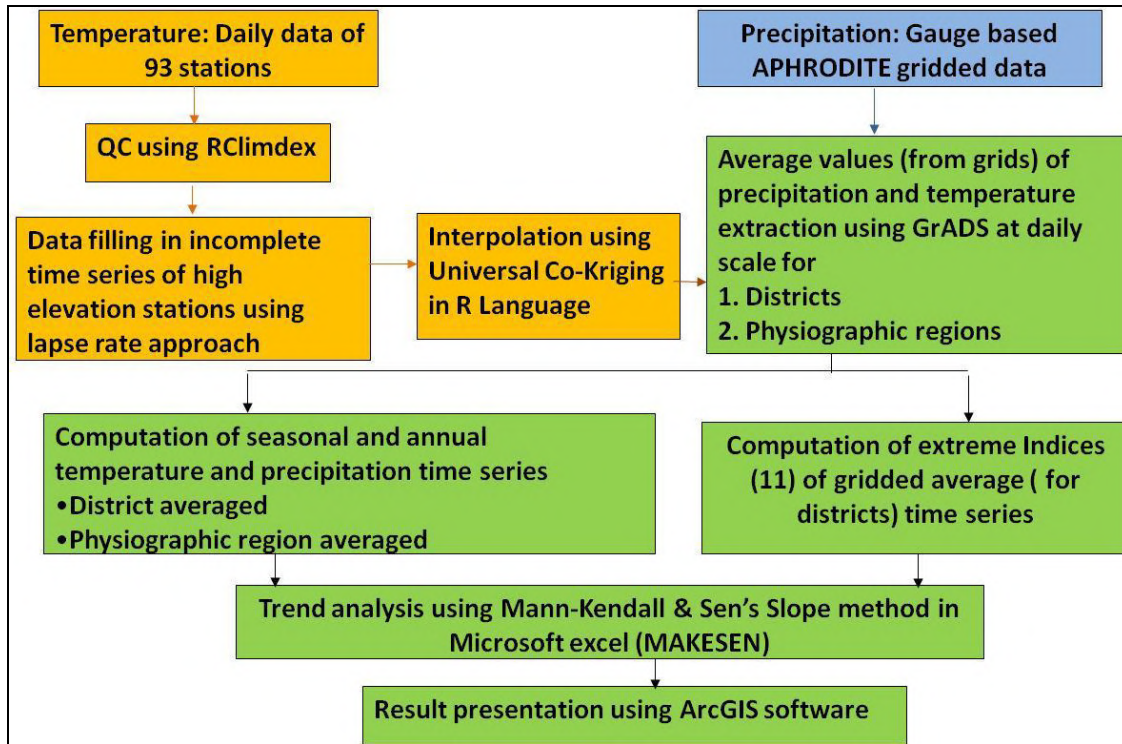 Temperature: Daily data of
93 stations
Precipitation: Gauge based
APHRODITE gridded data
QC using RClimdex
Data filling in incomplete
time series of high
elevation stations using
lapse rate approach
Interpolation using
Universal Co-Kriging
in R Language
Average values (from grids) of
precipitation and temperature
extraction using GrADS at daily
scale for
1. Districts
2. Physiographic regions
Computation of seasonal and annual
temperature and precipitation time series
•District averaged
•Physiographic region averaged
Computation of extreme Indices
(11) of gridded average ( for
districts) time series
Trend analysis using Mann-Kendall & Sen's Slope method in
Microsoft excel (MAKESEN)
Result presentation using ArcGIS software